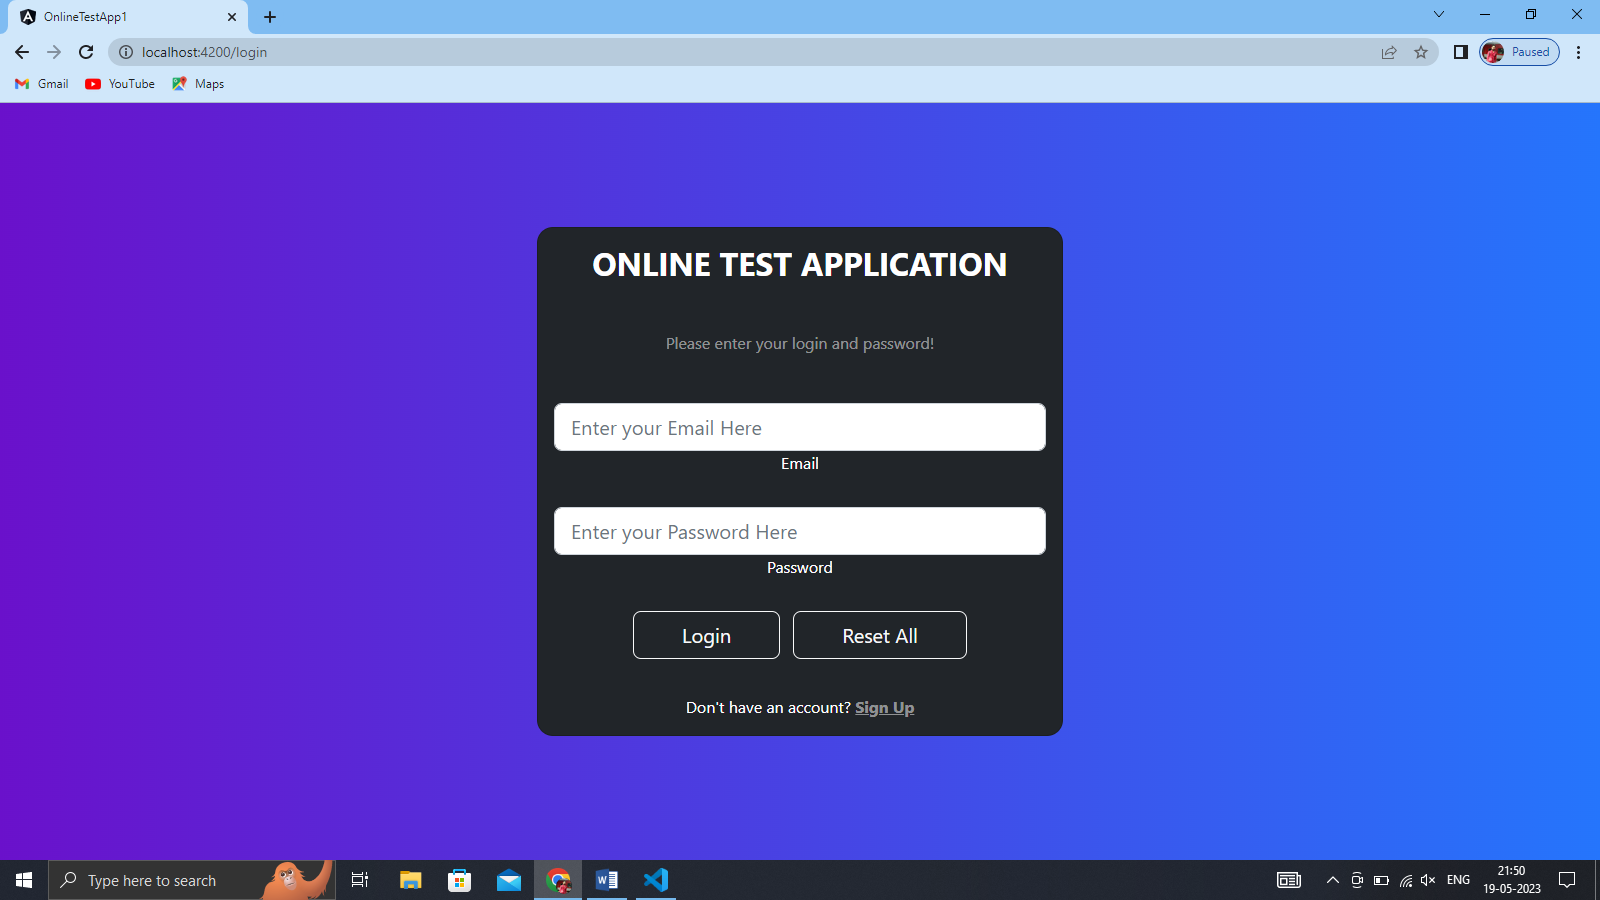 OnlineTestApp1
localhost:4200/login
Paused
Gmail YouTube Maps
ONLINE TEST APPLICATION
Please enter your login and password!
Enter your Email Here
Email
Enter your Password Here
Password
Login Reset All
Don't have an account? Sign Up
Type here to search
ENG
21:50
19-05-2023